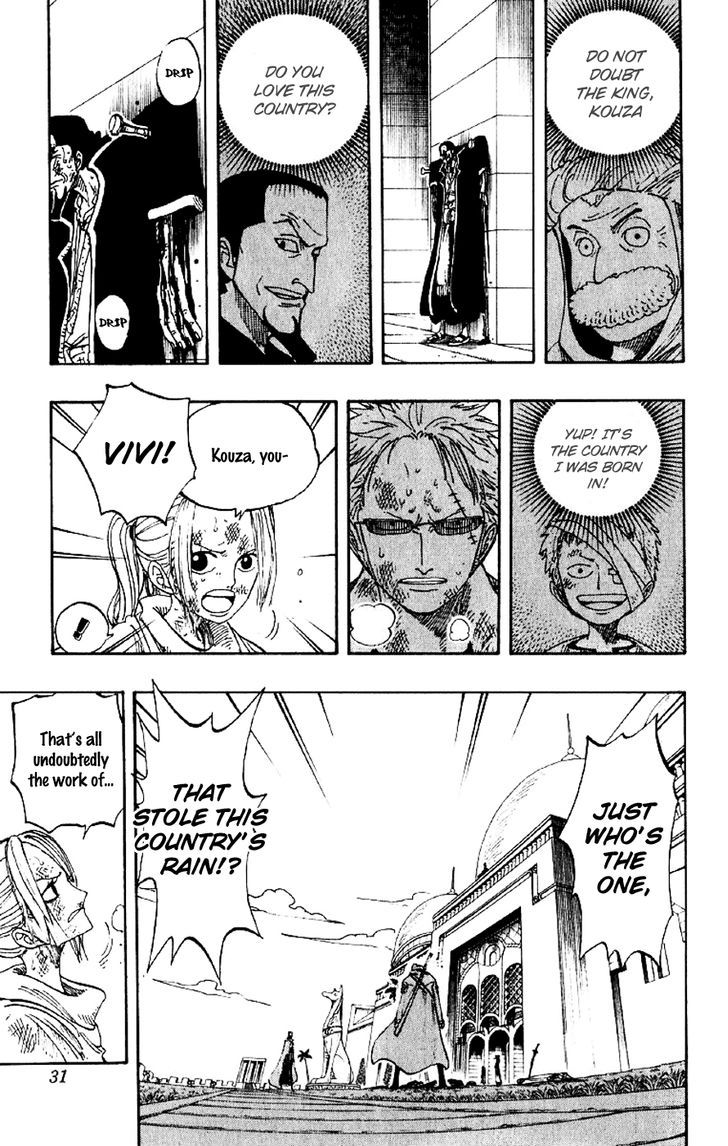 DO NOT
DOUBT
THE KING,
KOUZA
DO YOU
LOVE THIS
COUNTRY?
DRIP
DRIP
YUP! IT'S
THE COUNTRY
I WAS BORN
IN!
Kouza, you-
VIVI!
!
JUST
WHO'S
THE
ONE,
THAT
STOLE THIS
COUNTRY'S
RAIN!?
That's all
undoubtedly
the work of...
31